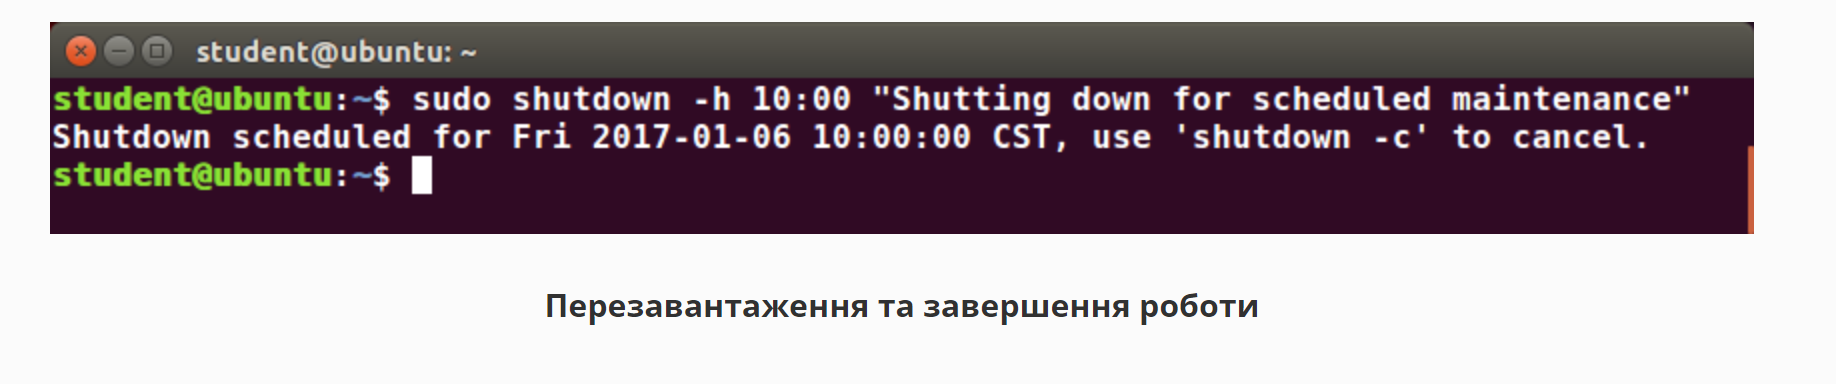 student@ubuntu: ~
student@ubuntu:~$ sudo shutdown -h 10:00 "Shutting down for scheduled maintenance"
Shutdown scheduled for Fri 2017-01-06 10:00:00 CST, use 'shutdown -c' to cancel.
student@ubuntu:~$
Перезавантаження та завершення роботи